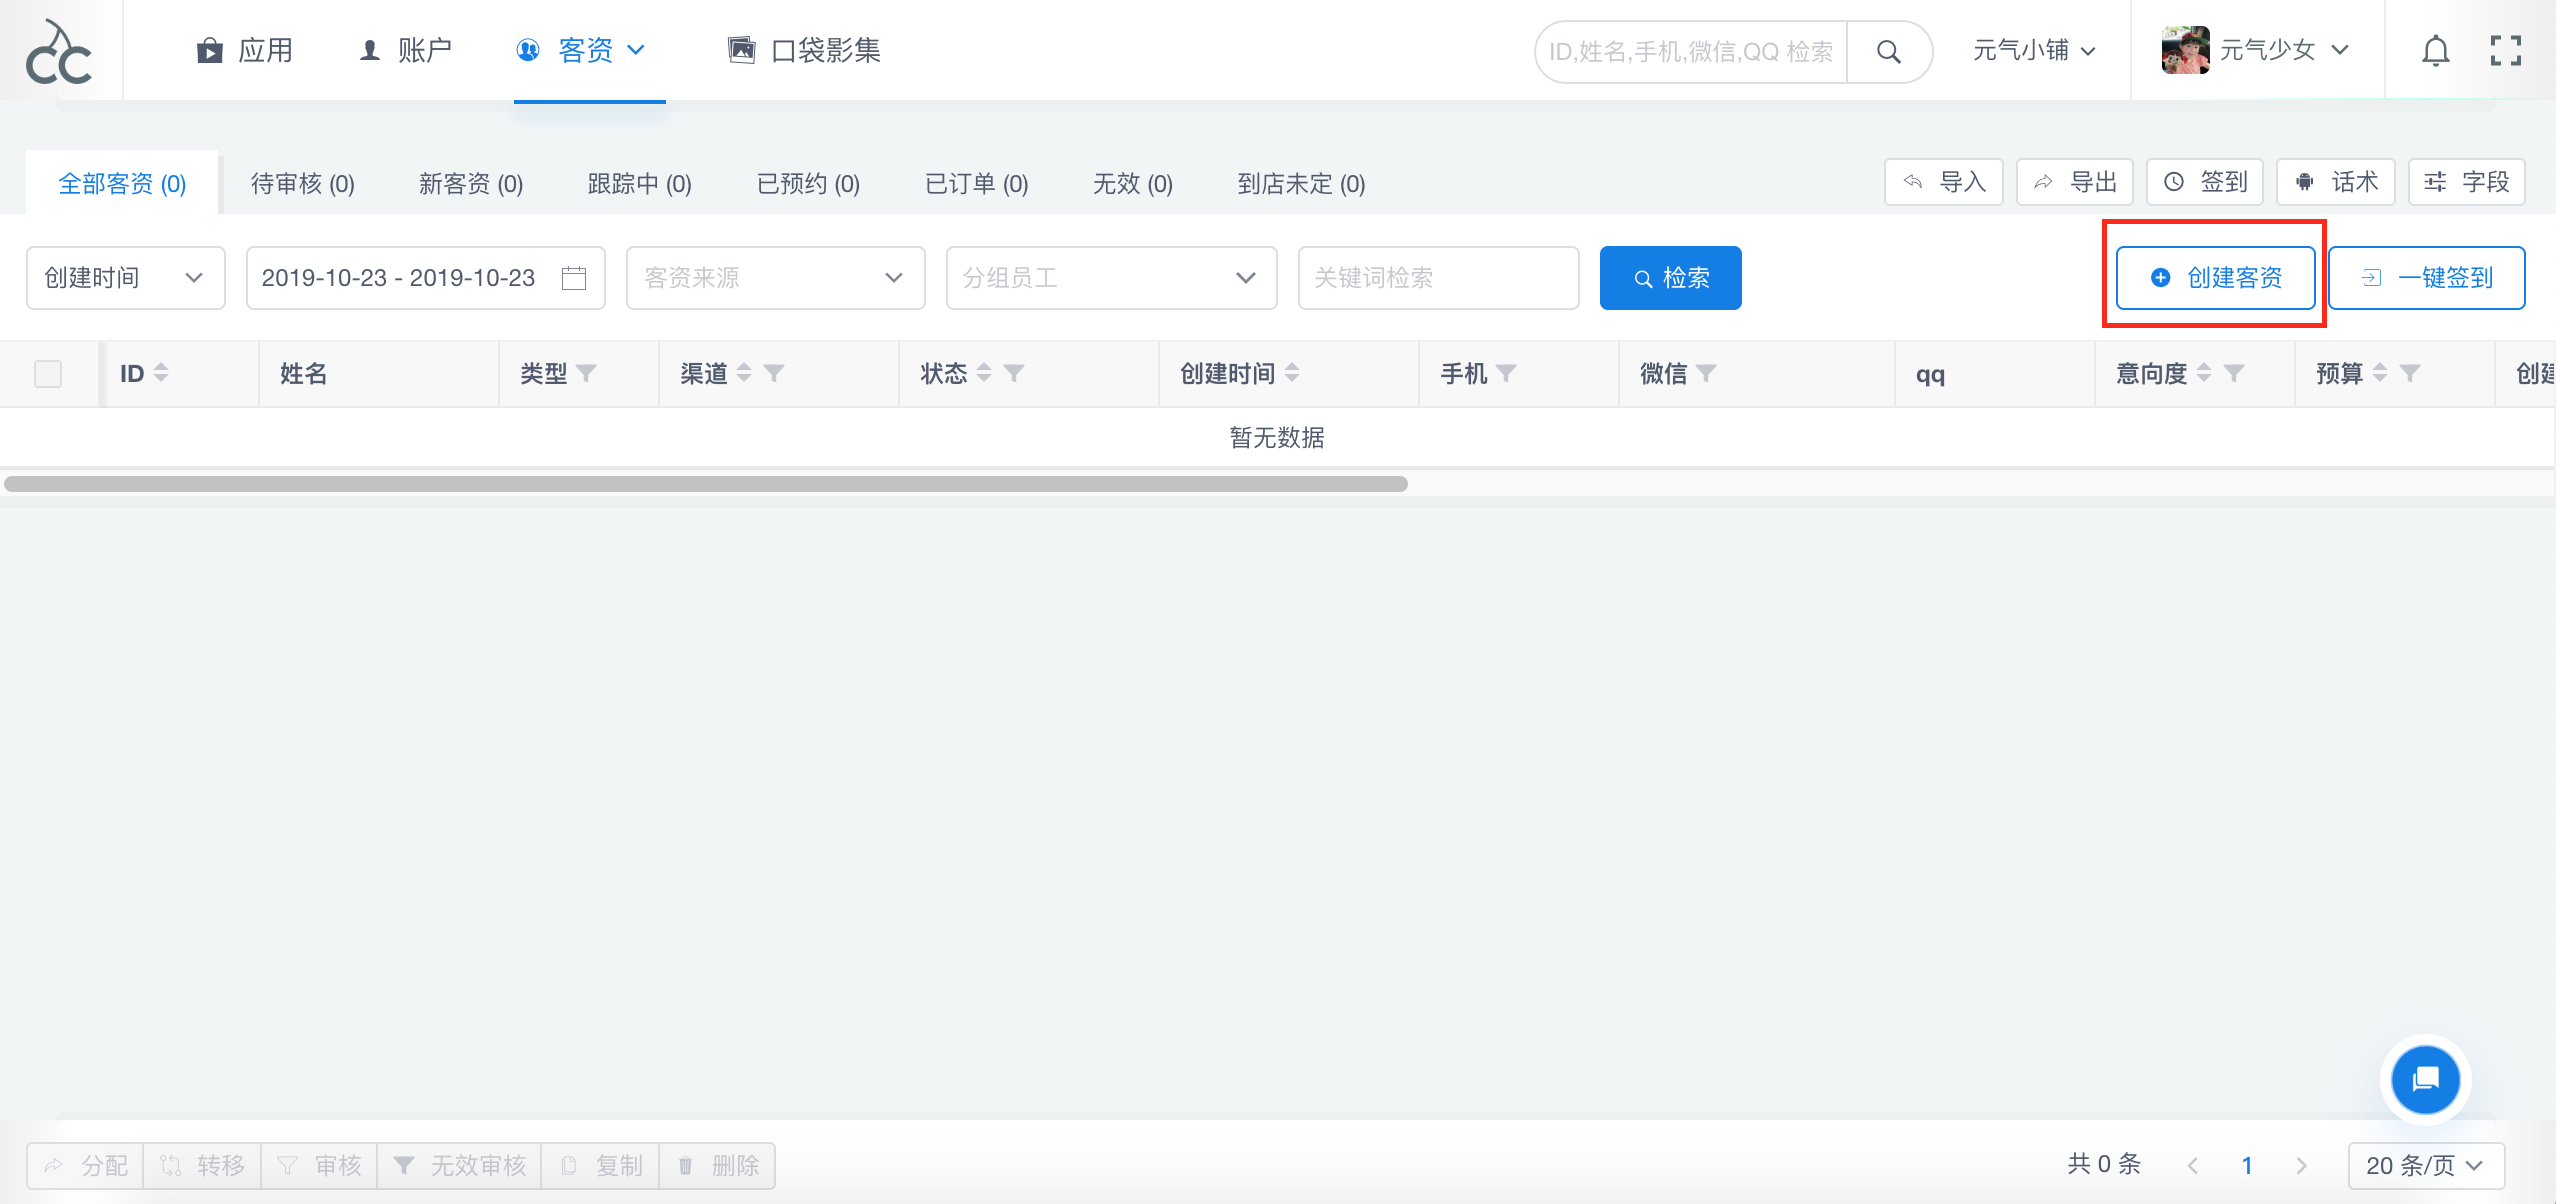 CC
应用 账户 客资 口袋影集 ID,姓名,手机,微信,QQ 检索 元气小铺 元气少女
全部客资 (0) 待审核 (0) 新客资 (0) 跟踪中 (0) 已预约 (0) 已订单 (0) 无效 (0) 到店未定 (0) 导入 导出 签到 话术 字段
创建时间 2019-10-23 - 2019-10-23 客资来源 分组员工 关键词检索 检索 创建客资 一键签到
ID 姓名 类型 渠道 状态 创建时间 手机 微信 qq 意向度 预算 创建
暂无数据
分配 转移 审核 无效审核 复制 删除 共 0 条 1 20 条/页